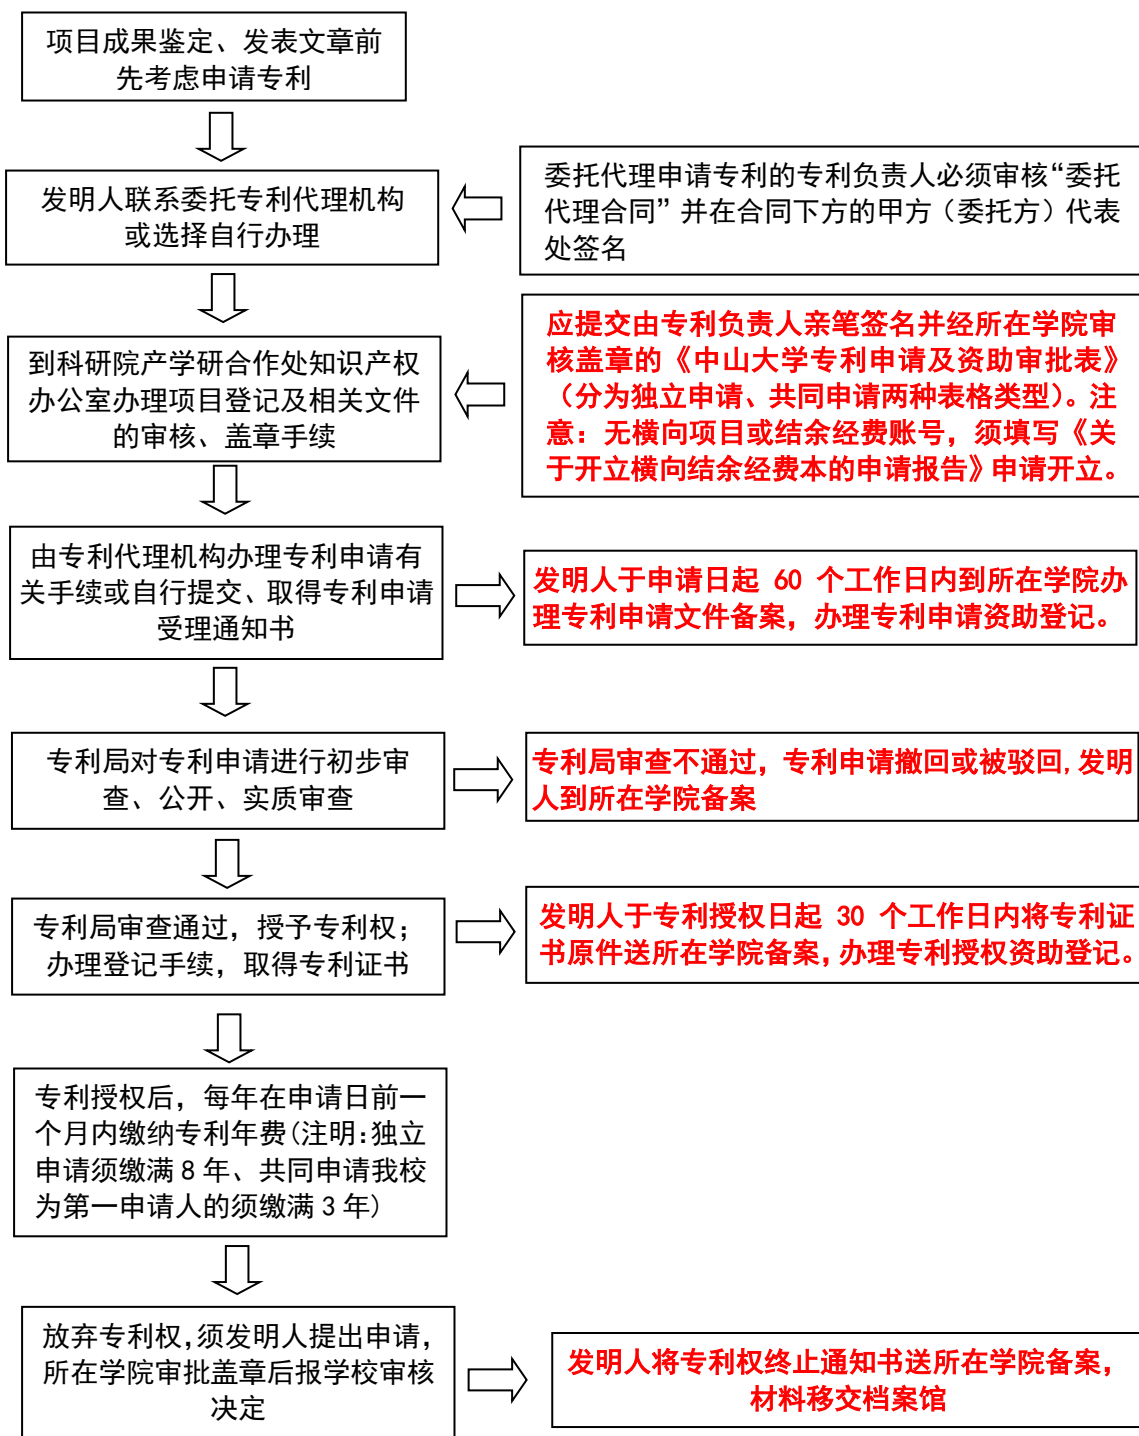 项目成果鉴定、发表文章前
先考虑申请专利
发明人联系委托专利代理机构
或选择自行办理
委托代理申请专利的专利负责人必须审核“委托
代理合同” 并在合同下方的甲方（委托方）代表
处签名
到科研院产学研合作处知识产权
办公室办理项目登记及相关文件
的审核、盖章手续
应提交由专利负责人亲笔签名并经所在学院审
核盖章的《中山大学专利申请及资助审批表》
（分为独立申请、共同申请两种表格类型）。注
意：无横向项目或结余经费账号，须填写《关
于开立横向结余经费本的申请报告》申请开立。
由专利代理机构办理专利申请有
关手续或自行提交、取得专利申请
受理通知书
发明人于申请日起 60 个工作日内到所在学院办
理专利申请文件备案，办理专利申请资助登记。
专利局对专利申请进行初步审
查、公开、实质审查
专利局审查不通过，专利申请撤回或被驳回,发明
人到所在学院备案
专利局审查通过，授予专利权；
办理登记手续，取得专利证书
发明人于专利授权日起 30 个工作日内将专利证
书原件送所在学院备案，办理专利授权资助登记。
专利授权后，每年在申请日前一
个月内缴纳专利年费(注明：独立
申请须缴满 8 年、共同申请我校
为第一申请人的须缴满 3 年)
放弃专利权，须发明人提出申请，
所在学院审批盖章后报学校审核
决定
发明人将专利权终止通知书送所在学院备案，
材料移交档案馆